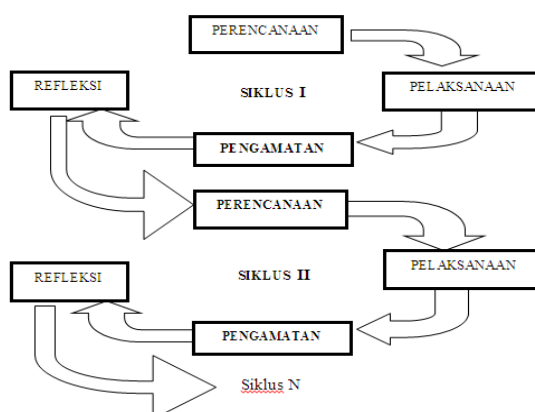 PERENCANAAN
REFLEKSI
SIKLUS I
PELAKSANAAN
PENGAMATAN
PERENCANAAN
REFLEKSI
SIKLUS II
PELAKSANAAN
PENGAMATAN
Siklus N